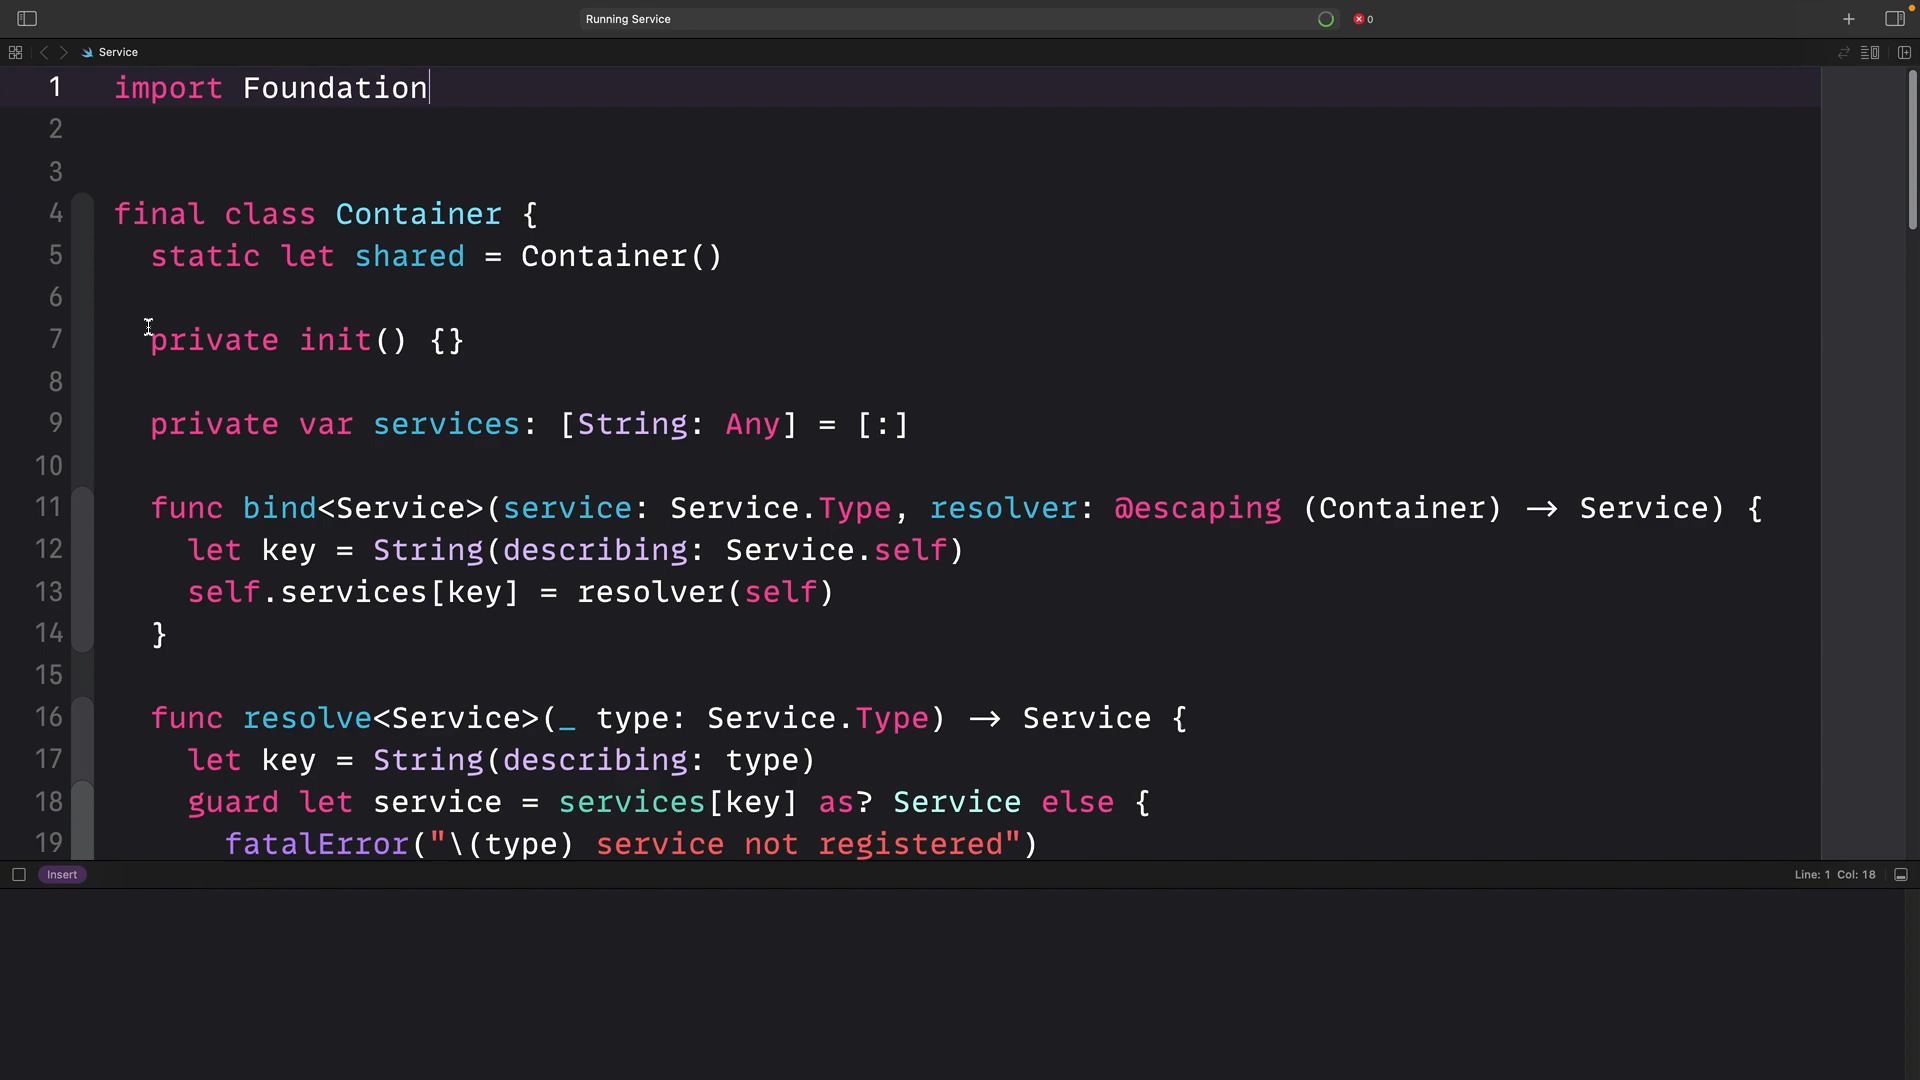 Running Service
0
Service
1 import Foundation
2
3
4 final class Container {
5 static let shared = Container()
6
7 private init() {}
8
9 private var services: [String: Any] = [:]
10
11 func bind<Service>(service: Service.Type, resolver: @escaping (Container) -> Service) {
12 let key = String(describing: Service.self)
13 self.services[key] = resolver(self)
14 }
15
16 func resolve<Service>(_ type: Service.Type) -> Service {
17 let key = String(describing: type)
18 guard let service = services[key] as? Service else {
19 fatalError("\(type) service not registered")
Insert
Line: 1 Col: 18